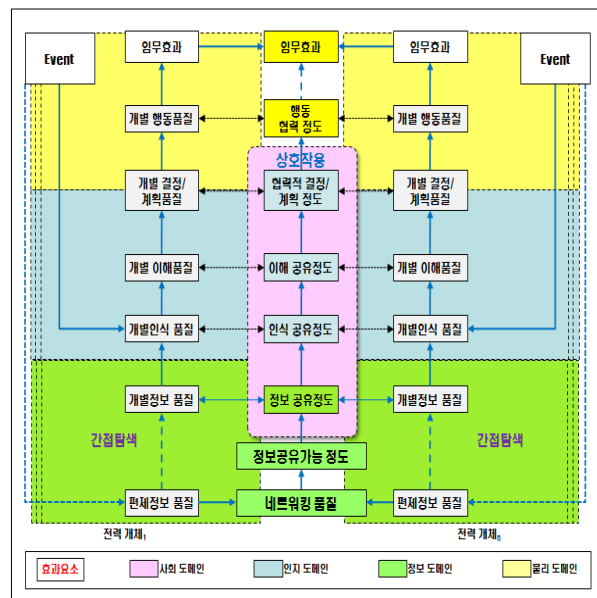 Event
임무효과
임무효과
임무효과
Event
개별 행동품질
행동
협력 정도
개별 행동품질
상호작용
개별 결정/
계획품질
협력적 결정/
계획 정도
개별 결정/
계획품질
개별 이해품질
이해 공유정도
개별 이해품질
개별인식 품질
인식 공유정도
개별인식 품질
개별정보 품질
정보 공유정도
개별정보 품질
간접탐색
간접탐색
정보공유가능 정도
편제정보 품질
네트워킹 품질
편제정보 품질
전력 개체1
전력 개체n
효과요소
사회 도메인
인지 도메인
정보 도메인
물리 도메인